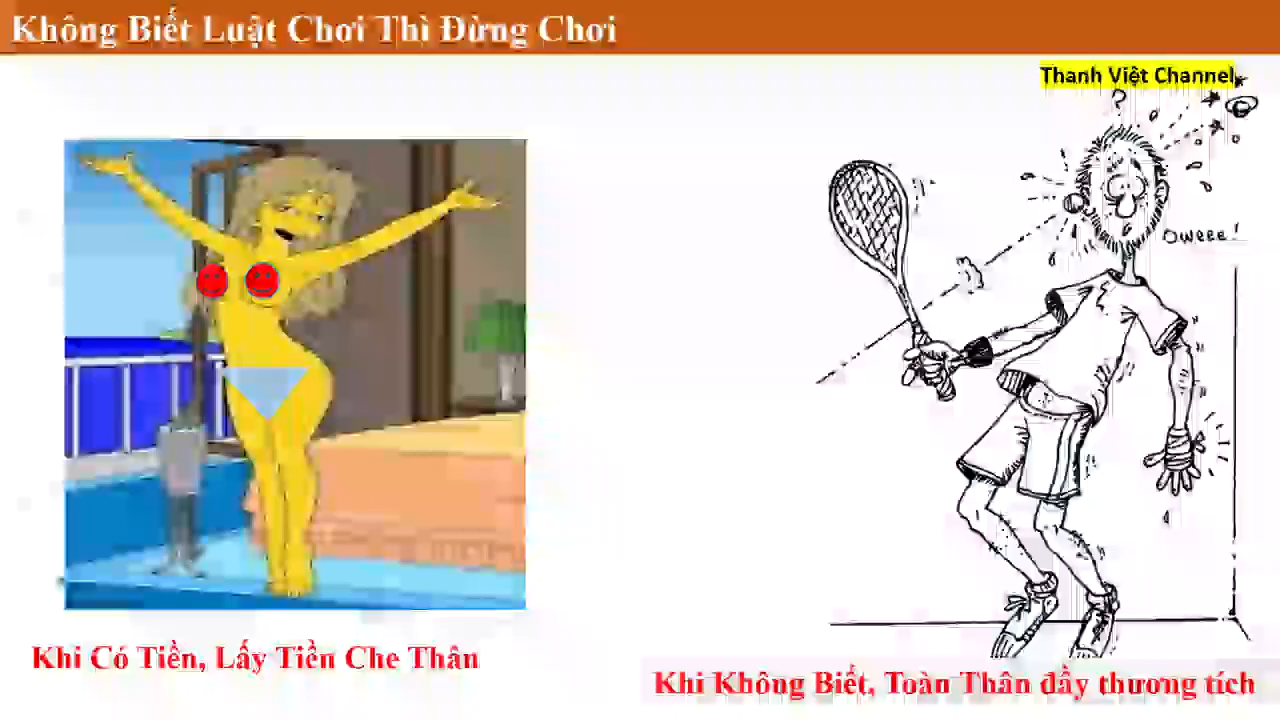 Không Biết Luật Chơi Thì Đừng Chơi
Thanh Việt Channel
?
Oweee!
Khi Có Tiền, Lấy Tiền Che Thân
Khi Không Biết, Toàn Thân đầy thương tích